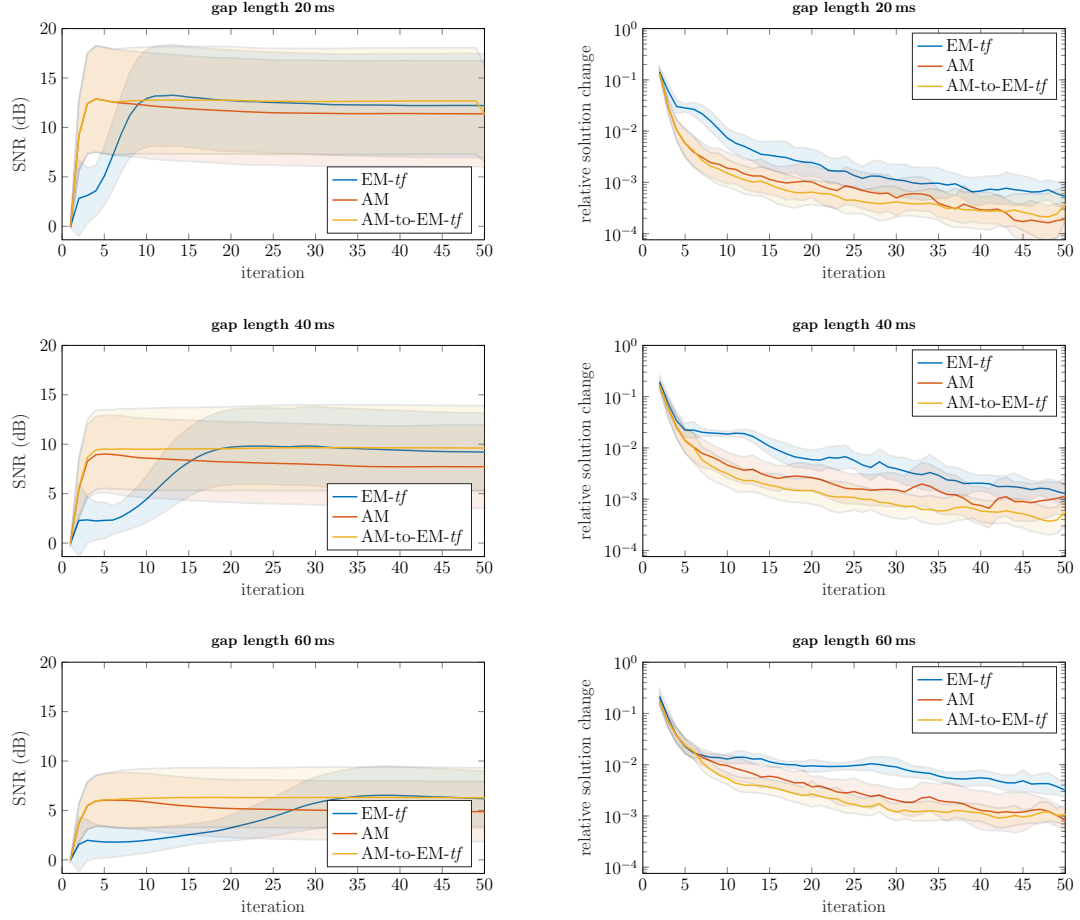 gap length 20 ms
SNR (dB)
20
15
10
5
0
EM-tf
AM
AM-to-EM-tf
0 5 10 15 20 25 30 35 40 45 50
iteration
gap length 20 ms
relative solution change
10^0
10^−1
10^−2
10^−3
10^−4
EM-tf
AM
AM-to-EM-tf
0 5 10 15 20 25 30 35 40 45 50
iteration
gap length 40 ms
SNR (dB)
20
15
10
5
0
EM-tf
AM
AM-to-EM-tf
0 5 10 15 20 25 30 35 40 45 50
iteration
gap length 40 ms
relative solution change
10^0
10^−1
10^−2
10^−3
10^−4
EM-tf
AM
AM-to-EM-tf
0 5 10 15 20 25 30 35 40 45 50
iteration
gap length 60 ms
SNR (dB)
20
15
10
5
0
EM-tf
AM
AM-to-EM-tf
0 5 10 15 20 25 30 35 40 45 50
iteration
gap length 60 ms
relative solution change
10^0
10^−1
10^−2
10^−3
10^−4
EM-tf
AM
AM-to-EM-tf
0 5 10 15 20 25 30 35 40 45 50
iteration